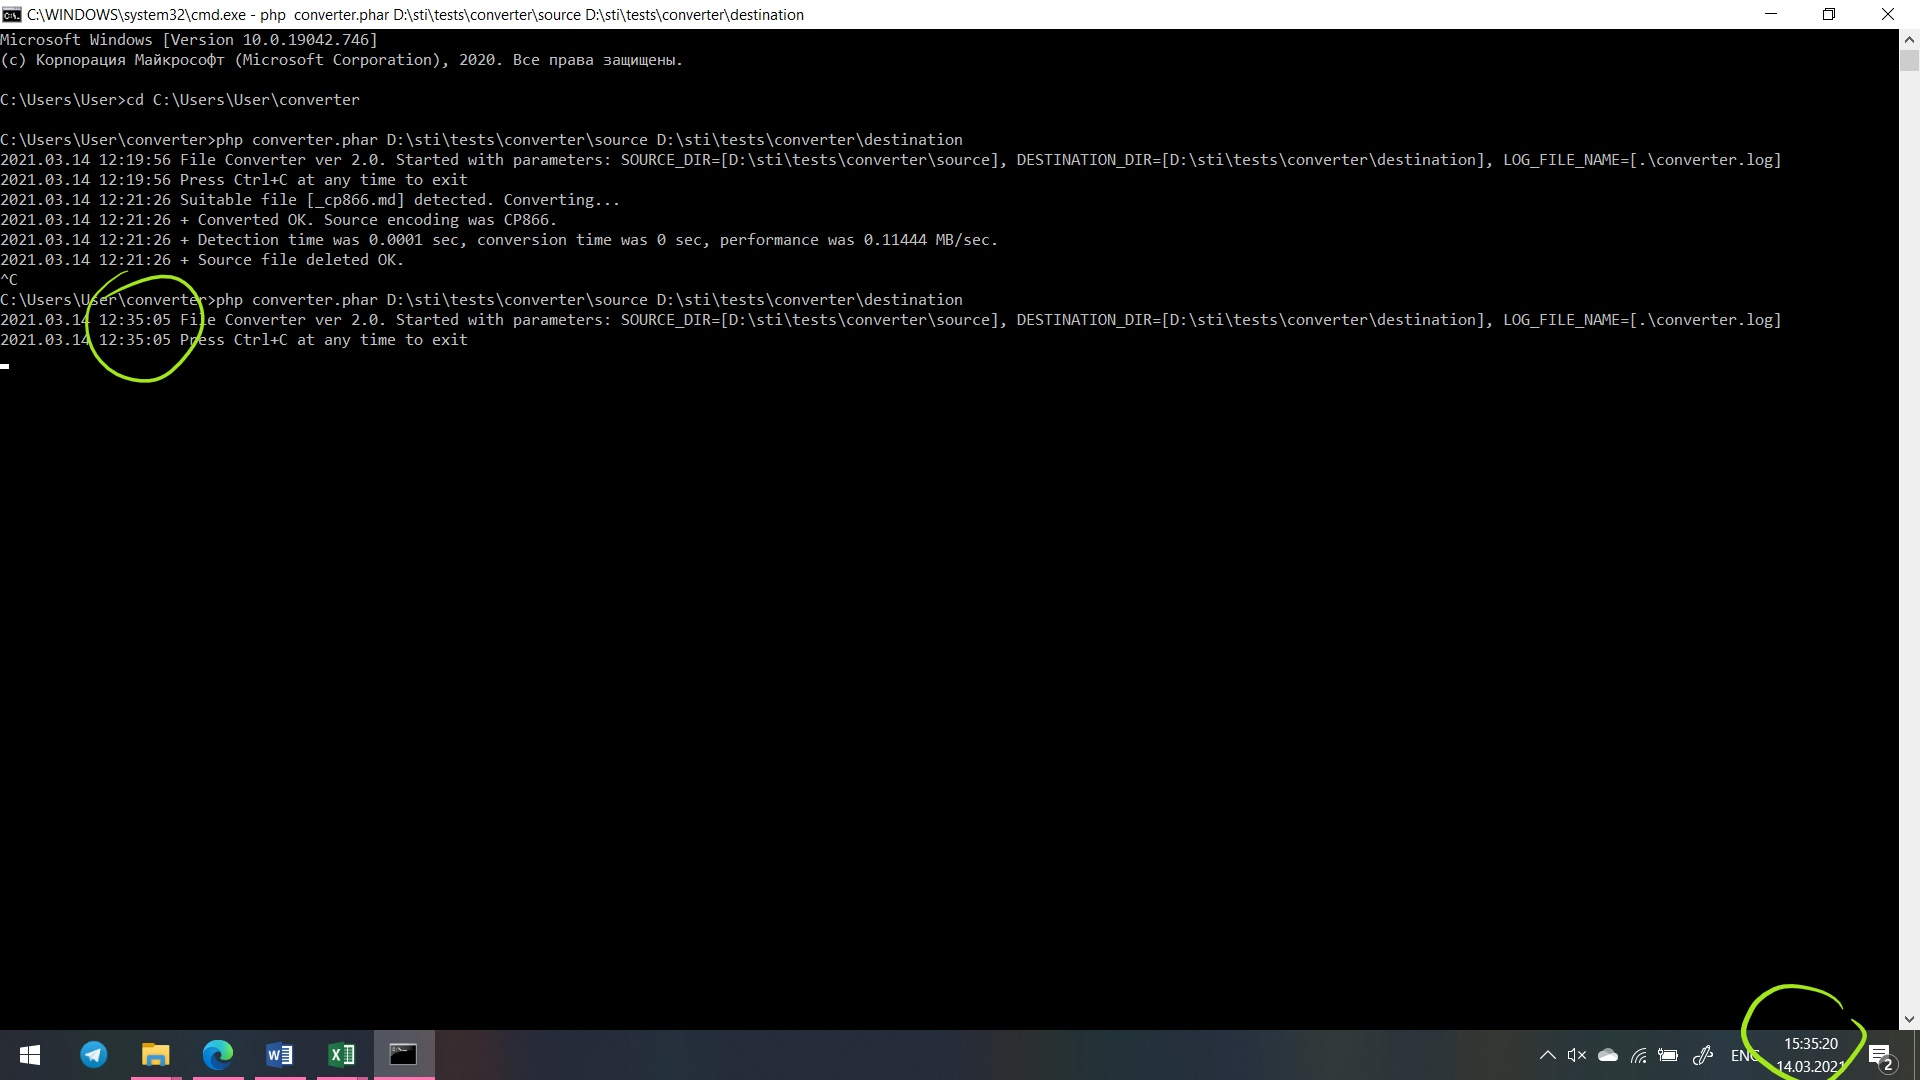 C:\WINDOWS\system32\cmd.exe - php  converter.phar D:\sti\tests\converter\source D:\sti\tests\converter\destination
Microsoft Windows [Version 10.0.19042.746]
(c) Корпорация Майкрософт (Microsoft Corporation), 2020. Все права защищены.
C:\Users\User>cd C:\Users\User\converter
C:\Users\User\converter>php converter.phar D:\sti\tests\converter\source D:\sti\tests\converter\destination
2021.03.14 12:19:56 File Converter ver 2.0. Started with parameters: SOURCE_DIR=[D:\sti\tests\converter\source], DESTINATION_DIR=[D:\sti\tests\converter\destination], LOG_FILE_NAME=[.\converter.log]
2021.03.14 12:19:56 Press Ctrl+C at any time to exit
2021.03.14 12:21:26 Suitable file [_cp866.md] detected. Converting...
2021.03.14 12:21:26 + Converted OK. Source encoding was CP866.
2021.03.14 12:21:26 + Detection time was 0.0001 sec, conversion time was 0 sec, performance was 0.11444 MB/sec.
2021.03.14 12:21:26 + Source file deleted OK.
^C
C:\Users\User\converter>php converter.phar D:\sti\tests\converter\source D:\sti\tests\converter\destination
2021.03.14 12:35:05 File Converter ver 2.0. Started with parameters: SOURCE_DIR=[D:\sti\tests\converter\source], DESTINATION_DIR=[D:\sti\tests\converter\destination], LOG_FILE_NAME=[.\converter.log]
2021.03.14 12:35:05 Press Ctrl+C at any time to exit
ENG
15:35:20
14.03.2021
2